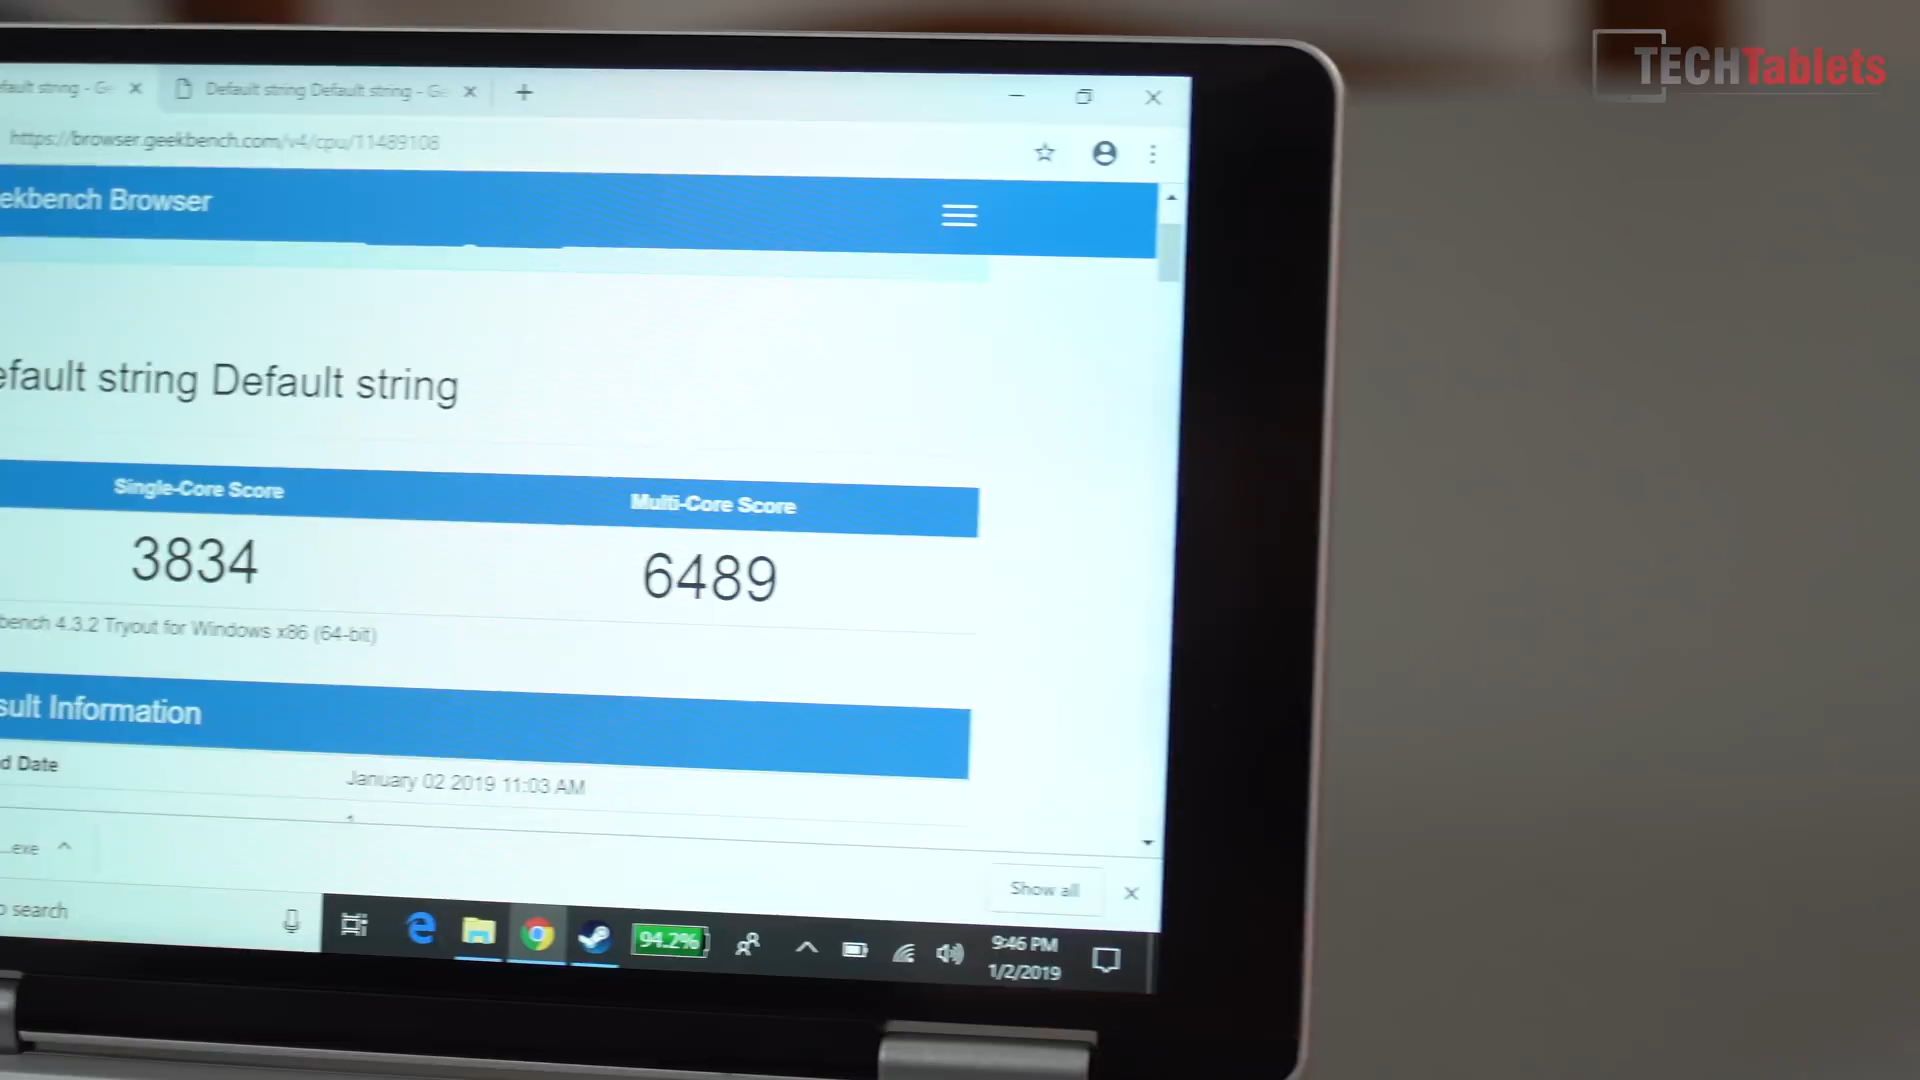 TECHTablets
efault string - Ge
Default string Default string - Ge
https://browser.geekbench.com/v4/cpu/11489108
ekbench Browser
efault string Default string
Single-Core Score
Multi-Core Score
3834
6489
bench 4.3.2 Tryout for Windows x86 (64-bit)
sult Information
d Date
January 02 2019 11:03 AM
...exe
Show all
o search
94.2%
9:46 PM
1/2/2019